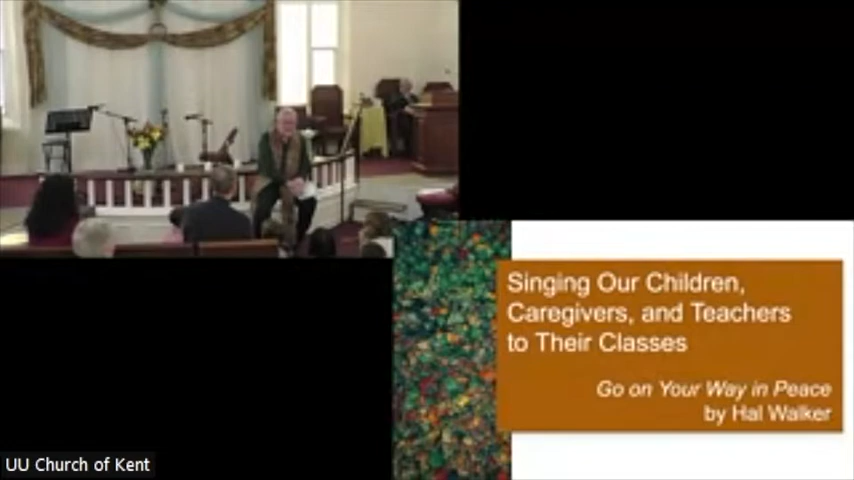 Singing Our Children,
Caregivers, and Teachers
to Their Classes
Go on Your Way in Peace
by Hal Walker
UU Church of Kent